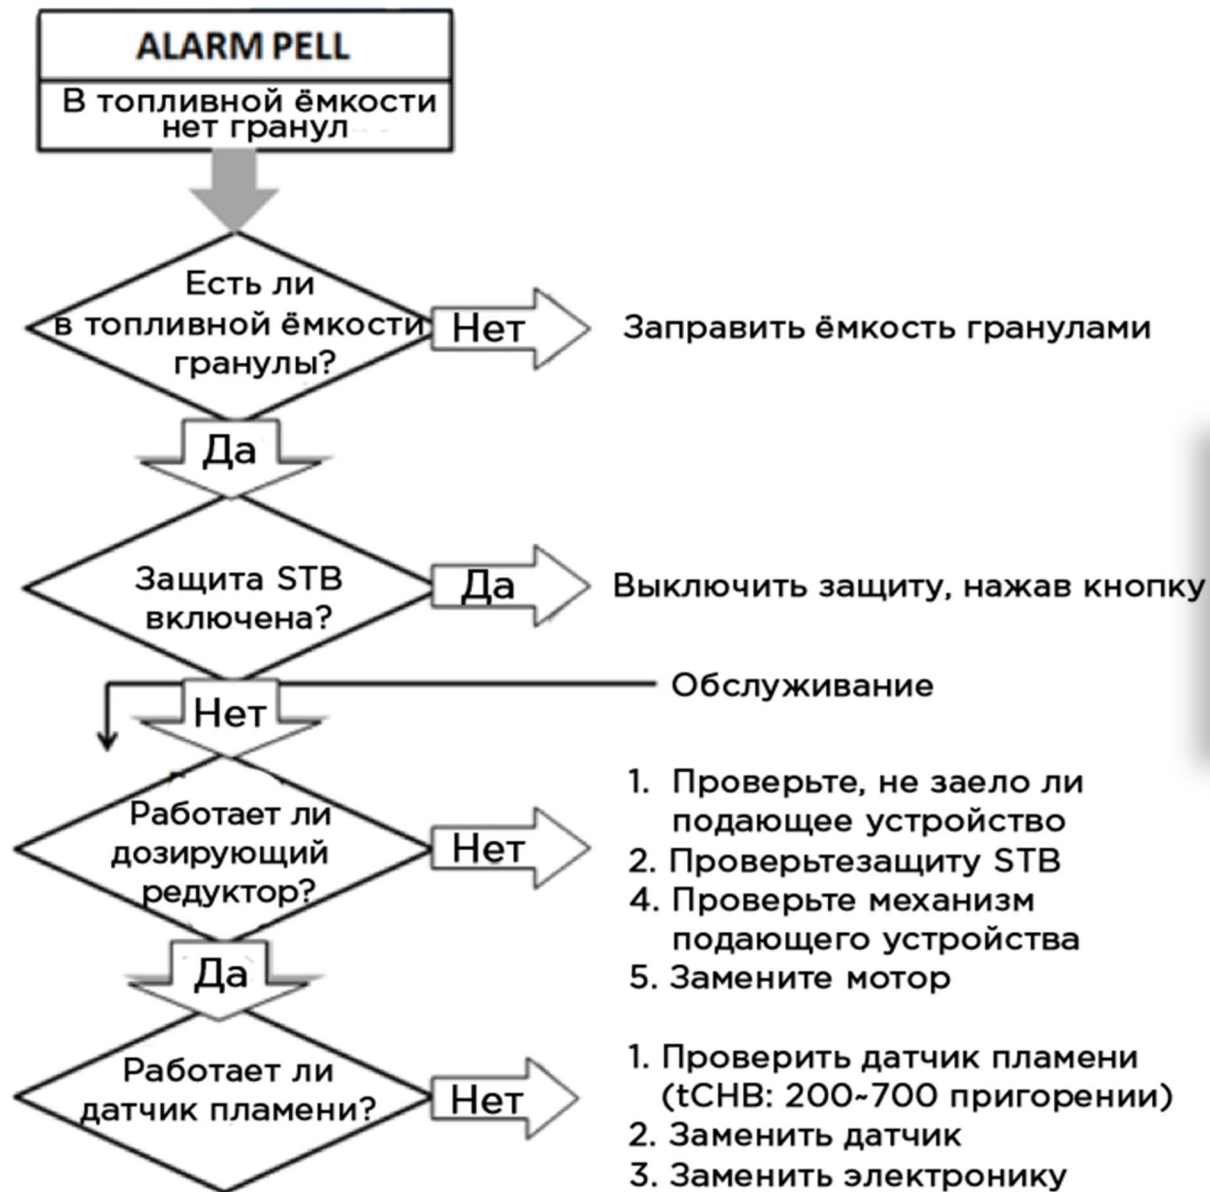 ALARM PELL
В топливной ёмкости
нет гранул
Есть ли
в топливной ёмкости
гранулы?
Нет
Заправить ёмкость гранулами
Да
Защита STB
включена?
Да
Выключить защиту, нажав кнопку
Обслуживание
Нет
Работает ли
дозирующий
редуктор?
Нет
1. Проверьте, не заело ли
подающее устройство
2. Проверьтезащиту STB
4. Проверьте механизм
подающего устройства
5. Замените мотор
Да
Работает ли
датчик пламени?
Нет
1. Проверить датчик пламени
(tCHB: 200~700 пригорении)
2. Заменить датчик
3. Заменить электронику